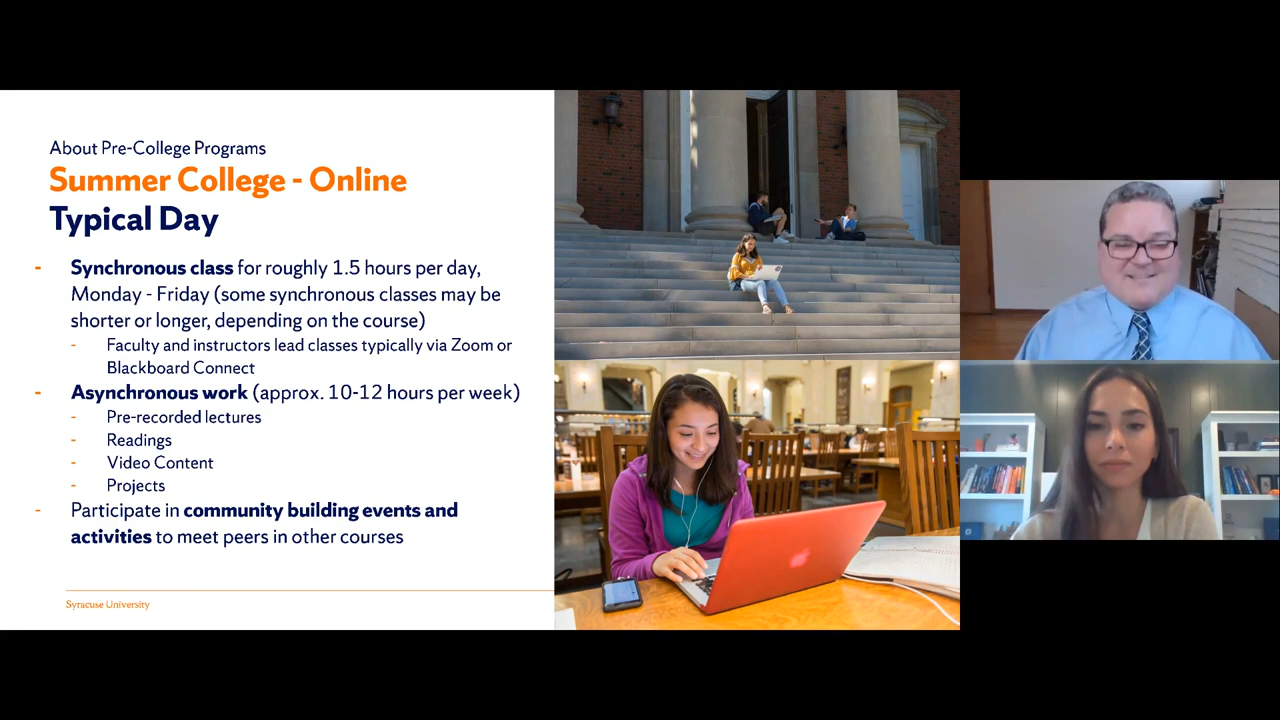 About Pre-College Programs
Summer College - Online
Typical Day
- Synchronous class for roughly 1.5 hours per day,
Monday - Friday (some synchronous classes may be
shorter or longer, depending on the course)
- Faculty and instructors lead classes typically via Zoom or
Blackboard Connect
- Asynchronous work (approx. 10-12 hours per week)
- Pre-recorded lectures
- Readings
- Video Content
- Projects
- Participate in community building events and
activities to meet peers in other courses
Syracuse University